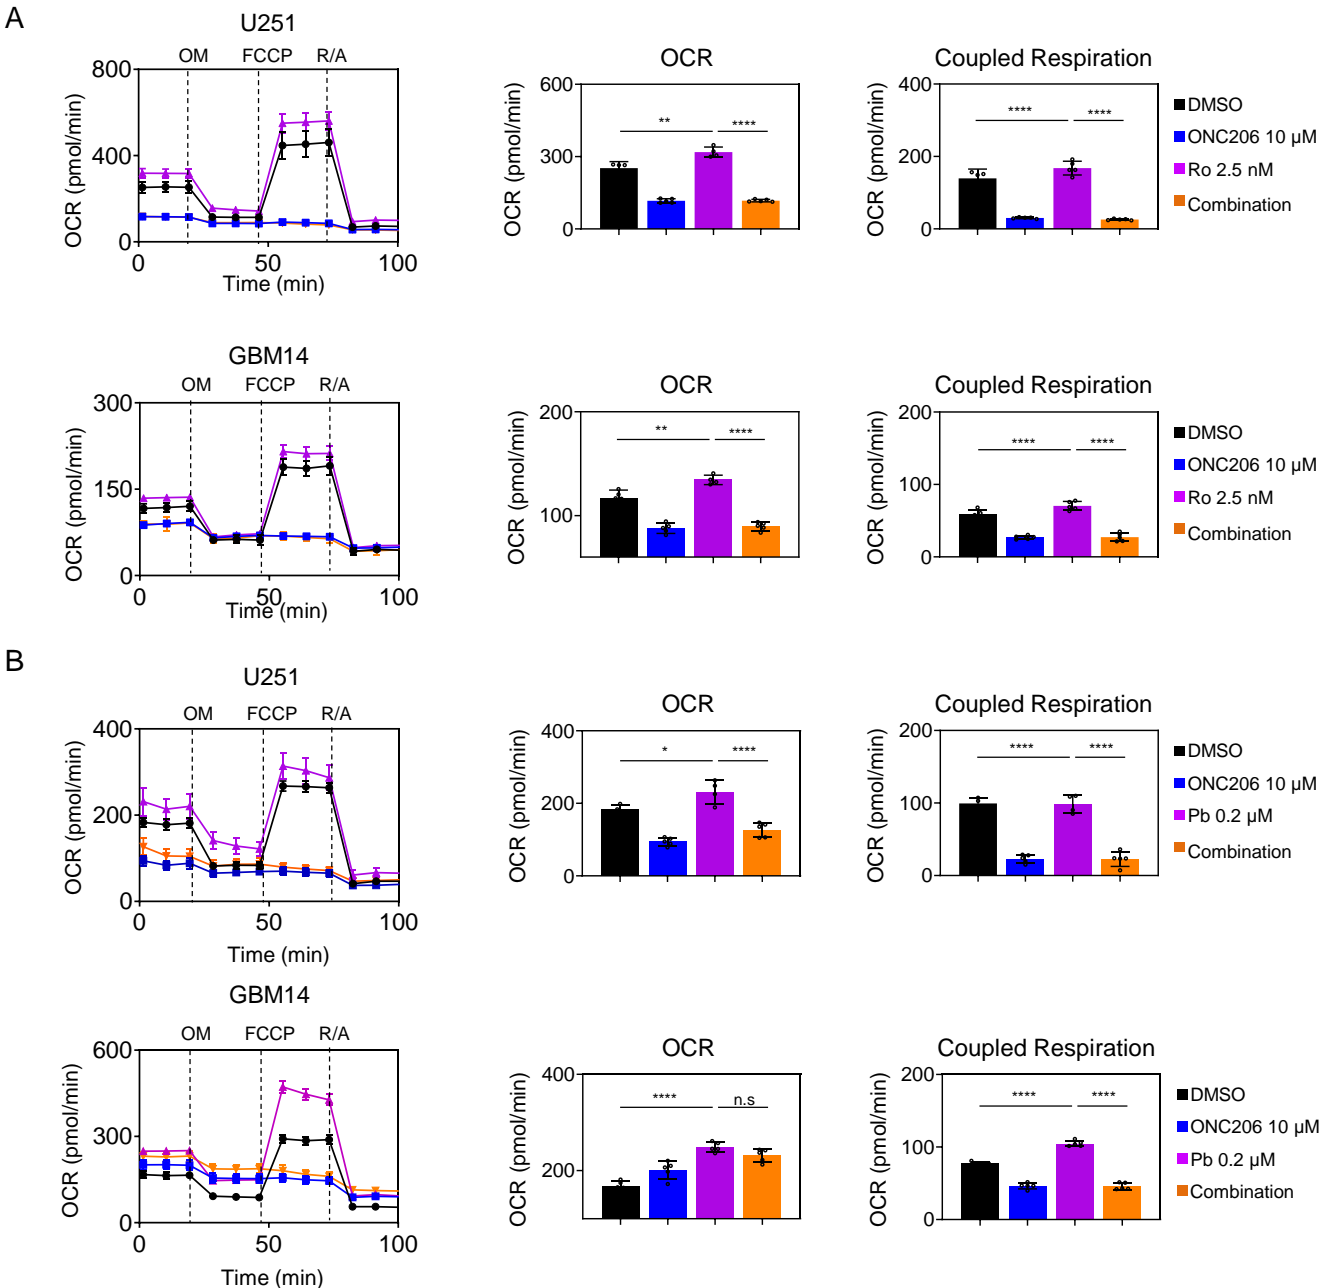 A
U251
OM FCCP R/A
800
400
0
OCR (pmol/min)
0 50 100
Time (min)
OCR
600
300
0
OCR (pmol/min)
** ****
Coupled Respiration
400
200
0
OCR (pmol/min)
**** ****
DMSO
ONC206 10 µM
Ro 2.5 nM
Combination
GBM14
OM FCCP R/A
300
150
0
OCR (pmol/min)
0 50 100
Time (min)
OCR
200
100
OCR (pmol/min)
** ****
Coupled Respiration
200
100
0
OCR (pmol/min)
**** ****
DMSO
ONC206 10 µM
Ro 2.5 nM
Combination
B
U251
OM FCCP R/A
400
200
0
OCR (pmol/min)
0 50 100
Time (min)
OCR
400
200
0
OCR (pmol/min)
* ****
Coupled Respiration
100
100
0
OCR (pmol/min)
**** ****
DMSO
ONC206 10 µM
Pb 0.2 µM
Combination
GBM14
OM FCCP R/A
600
300
0
OCR (pmol/min)
0 50 100
Time (min)
OCR
400
200
OCR (pmol/min)
**** n.s
Coupled Respiration
200
100
0
OCR (pmol/min)
**** ****
DMSO
ONC206 10 µM
Pb 0.2 µM
Combination